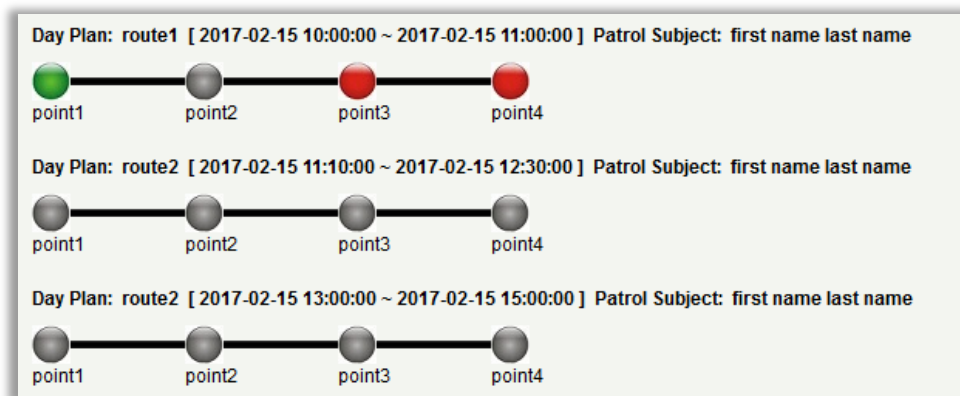 Day Plan: route1 [ 2017-02-15 10:00:00 ~ 2017-02-15 11:00:00 ] Patrol Subject: first name last name
point1 point2 point3 point4
Day Plan: route2 [ 2017-02-15 11:10:00 ~ 2017-02-15 12:30:00 ] Patrol Subject: first name last name
point1 point2 point3 point4
Day Plan: route2 [ 2017-02-15 13:00:00 ~ 2017-02-15 15:00:00 ] Patrol Subject: first name last name
point1 point2 point3 point4